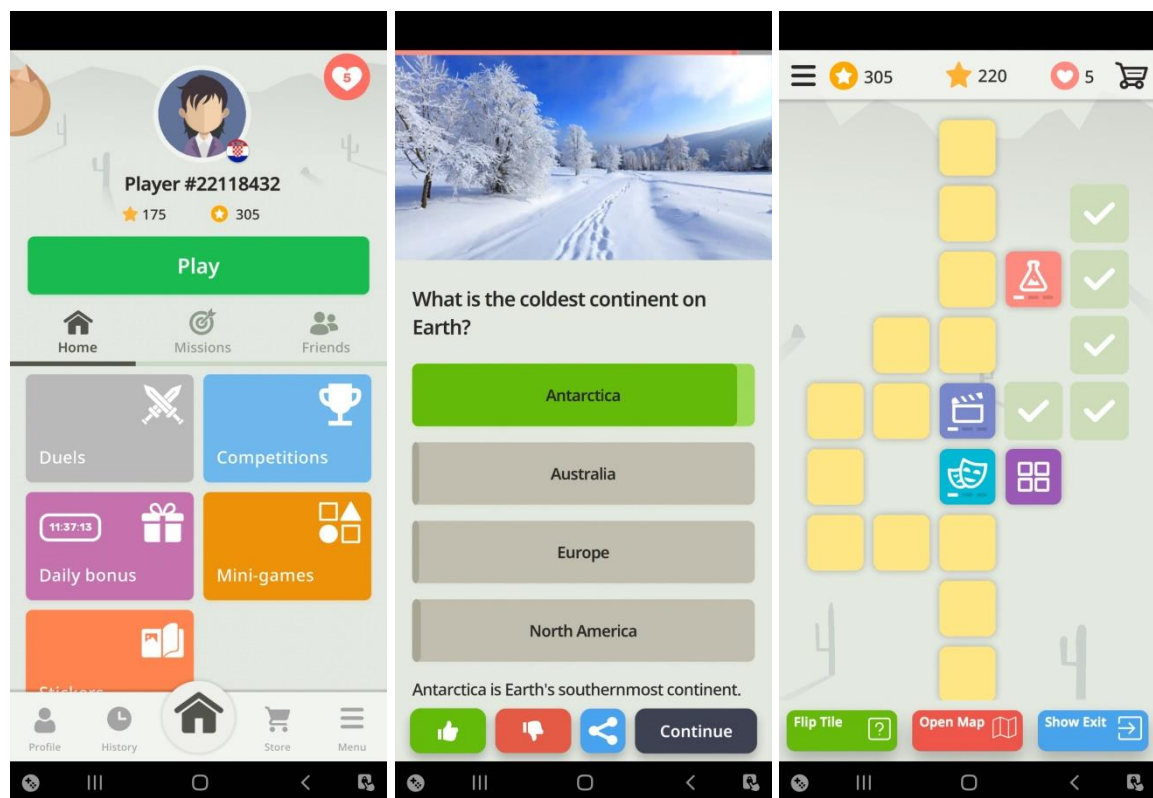 5
Player #22118432
175
305
Play
Home
Missions
Friends
Duels
Competitions
11:37:13
Daily bonus
Mini-games
Stickers
Profile
History
Store
Menu
What is the coldest continent on
Earth?
Antarctica
Australia
Europe
North America
Antarctica is Earth's southernmost continent.
Continue
305
220
5
Flip Tile
?
Open Map
Show Exit